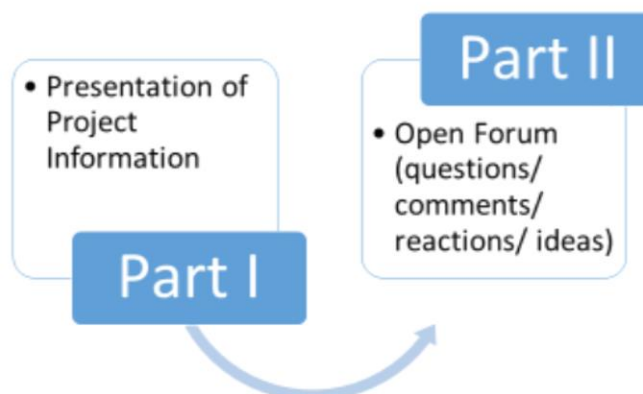 • Presentation of
Project
Information
Part I
Part II
• Open Forum
(questions/
comments/
reactions/ ideas)